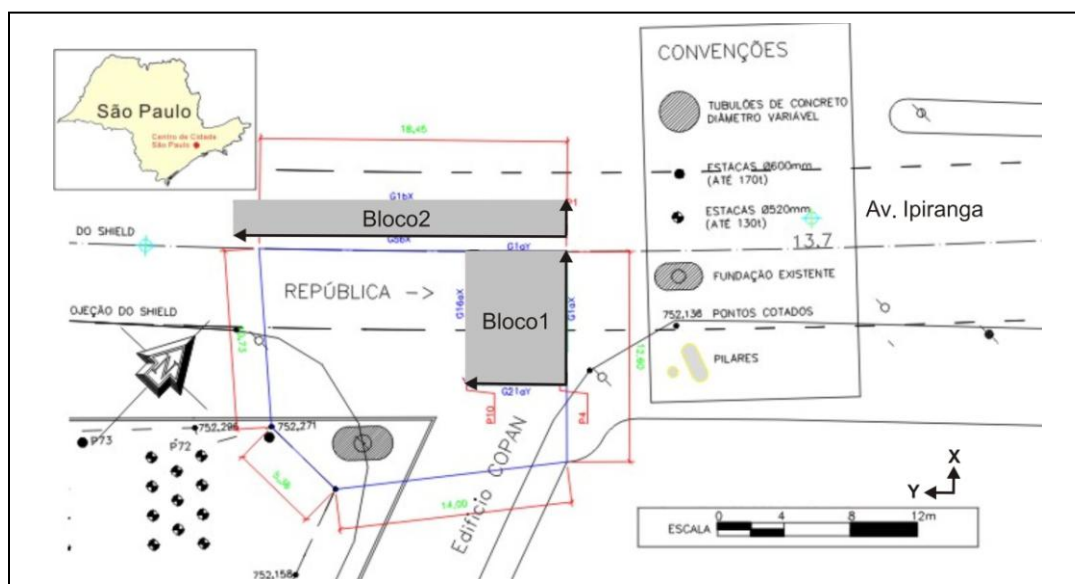 São Paulo
Centro da Cidade
São Paulo
CONVENÇÕES
TUBULÕES DE CONCRETO
DIÂMETRO VARIÁVEL
ESTACAS Ø600mm
(ATÉ 170t)
ESTACAS Ø520mm
(ATÉ 130t)
13.7
FUNDAÇÃO EXISTENTE
752,136 PONTOS COTADOS
PILARES
Av. Ipiranga
18,45
G1bX
P1
Bloco2
DO SHIELD
G56X
G1aY
REPÚBLICA ->
G16aX
Bloco1
G1aX
OJEÇÃO DO SHIELD
12,60
G21aY
P10
P4
752,296
752,271
P73
P72
5,36
14,00
Edifício COPAN
752,158
X
Y
ESCALA
0 4 8 12m